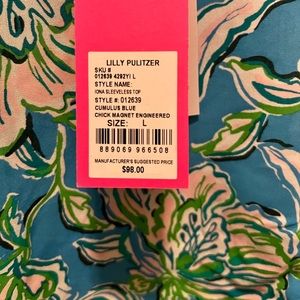 LILLY PULITZER
SKU #
012639 4292YI L
STYLE NAME:
IONA SLEEVELESS TOP
STYLE #: 012639
CUMULUS BLUE
CHICK MAGNET ENGINEERED
SIZE: L
889069 966508
MANUFACTURER'S SUGGESTED PRICE
$98.00